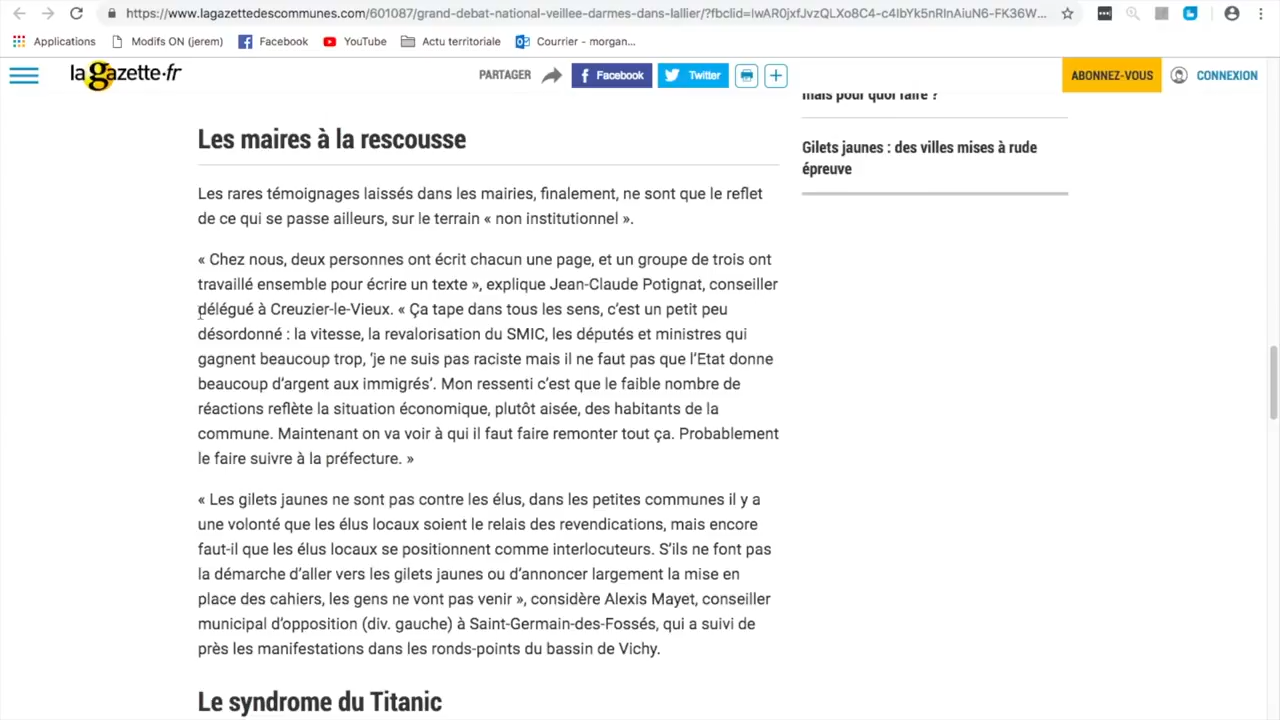 https://www.lagazettedescommunes.com/601087/grand-debat-national-veillee-darmes-dans-lallier/?fbclid=IwAR0jxfJvzQLXo8C4-c4IbYk5nRInAiuN6-FK36W...
Applications Modifs ON (jerem) Facebook YouTube Actu territoriale Courrier - morgan...
la gazette.fr PARTAGER Facebook Twitter ABONNEZ-VOUS CONNEXION
mais pour quoi faire ?
Gilets jaunes : des villes mises à rude
épreuve
Les maires à la rescousse
Les rares témoignages laissés dans les mairies, finalement, ne sont que le reflet
de ce qui se passe ailleurs, sur le terrain « non institutionnel ».
« Chez nous, deux personnes ont écrit chacun une page, et un groupe de trois ont
travaillé ensemble pour écrire un texte », explique Jean-Claude Potignat, conseiller
délégué à Creuzier-le-Vieux. « Ça tape dans tous les sens, c’est un petit peu
désordonné : la vitesse, la revalorisation du SMIC, les députés et ministres qui
gagnent beaucoup trop, ‘je ne suis pas raciste mais il ne faut pas que l’Etat donne
beaucoup d’argent aux immigrés’. Mon ressenti c’est que le faible nombre de
réactions reflète la situation économique, plutôt aisée, des habitants de la
commune. Maintenant on va voir à qui il faut faire remonter tout ça. Probablement
le faire suivre à la préfecture. »
« Les gilets jaunes ne sont pas contre les élus, dans les petites communes il y a
une volonté que les élus locaux soient le relais des revendications, mais encore
faut-il que les élus locaux se positionnent comme interlocuteurs. S’ils ne font pas
la démarche d’aller vers les gilets jaunes ou d’annoncer largement la mise en
place des cahiers, les gens ne vont pas venir », considère Alexis Mayet, conseiller
municipal d’opposition (div. gauche) à Saint-Germain-des-Fossés, qui a suivi de
près les manifestations dans les ronds-points du bassin de Vichy.
Le syndrome du Titanic